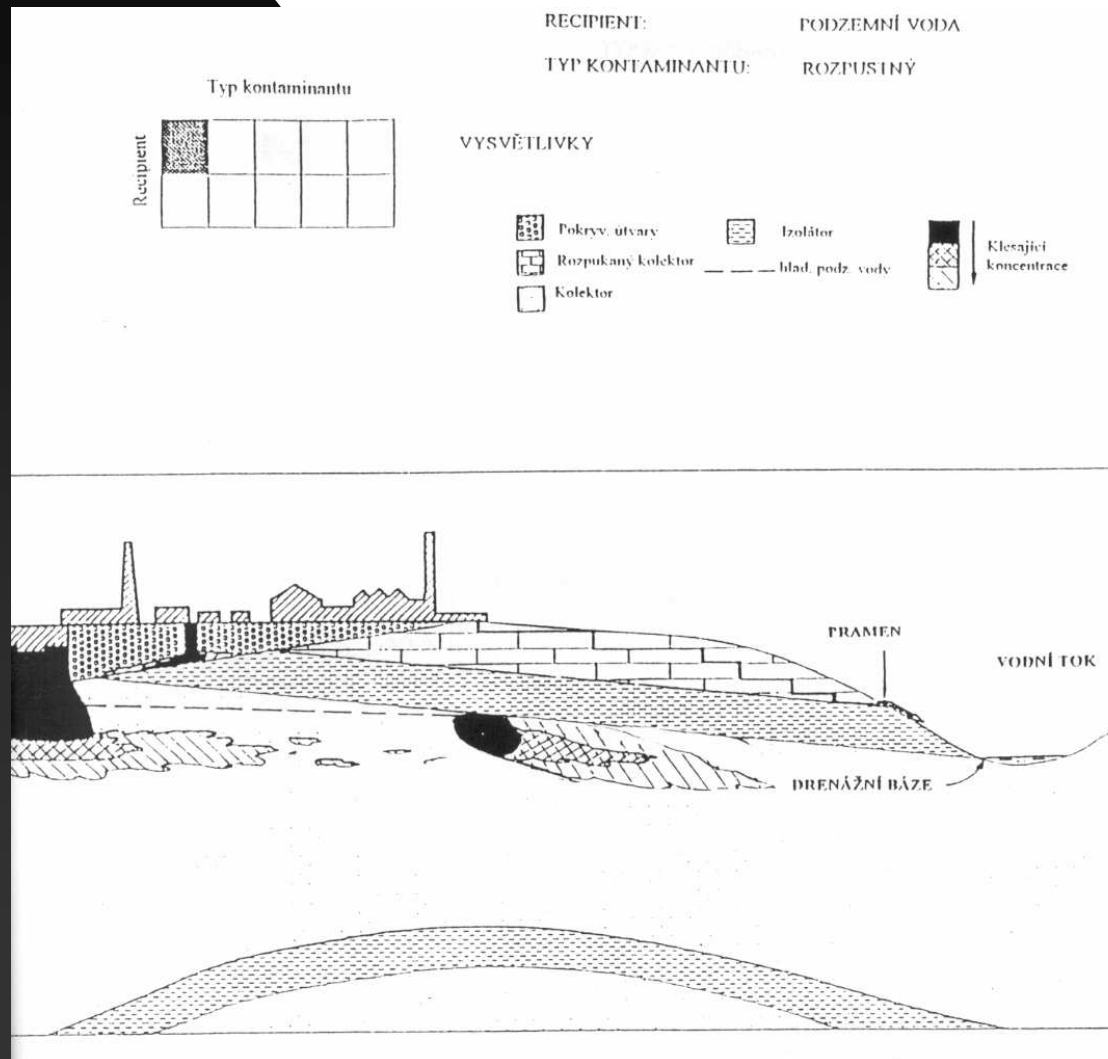 RECIPIENT: PODZEMNÍ VODA
TYP KONTAMINANTU: ROZPUSTNÝ
Typ kontaminantu
Recipient
VYSVĚTLIVKY
Pokryv. útvary
Izolátor
Klesající
koncentrace
Rozpukaný kolektor
hlad. podz. vody
Kolektor
PRAMEN
VODNÍ TOK
DRENÁŽNÍ BÁZE